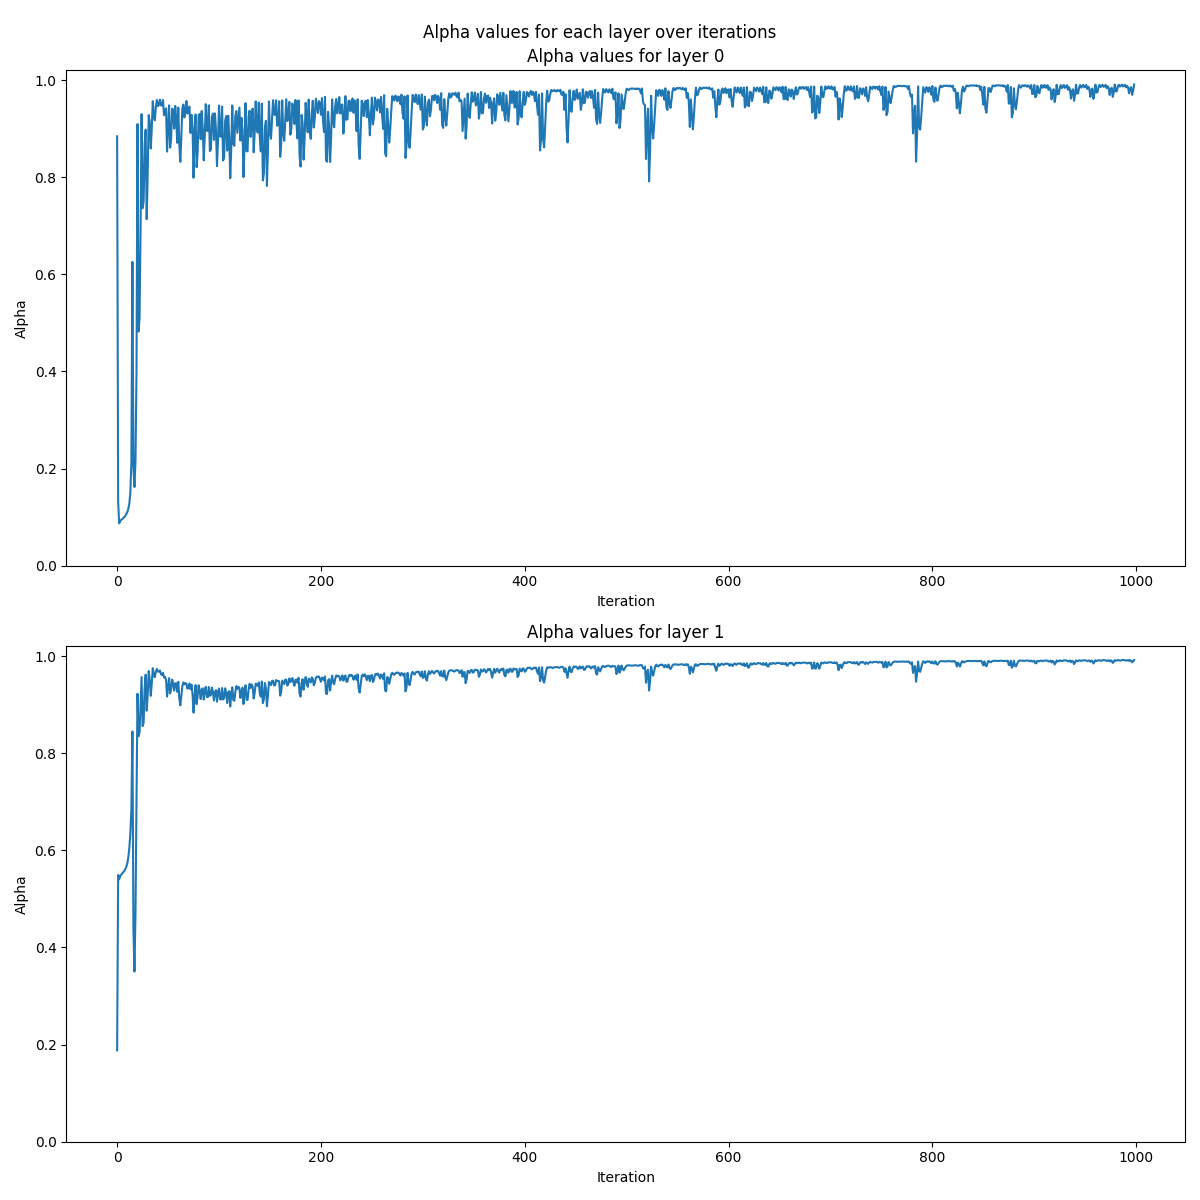 Alpha values for each layer over iterations
Alpha values for layer 0
1.0
0.8
0.6
0.4
0.2
0.0
Alpha
0 200 400 600 800 1000
Iteration
Alpha values for layer 1
1.0
0.8
0.6
0.4
0.2
0.0
Alpha
0 200 400 600 800 1000
Iteration